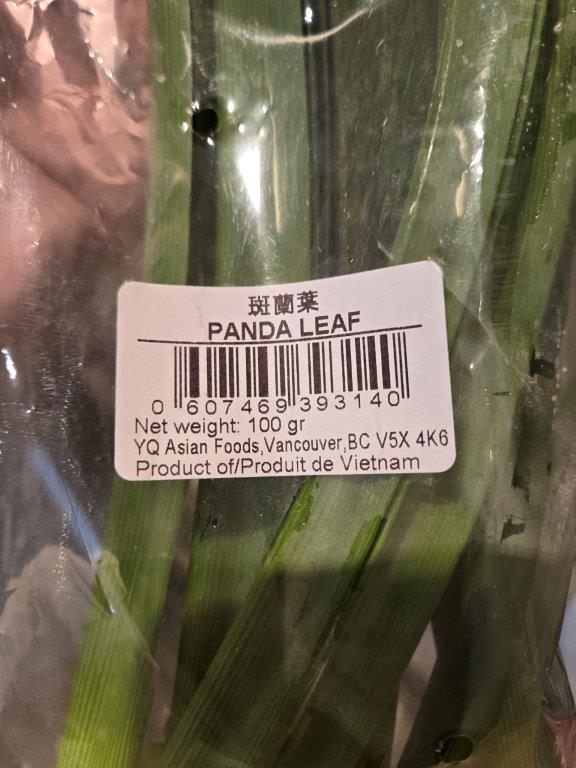 斑蘭葉
PANDA LEAF
0 607469 393140
Net weight: 100 gr
YQ Asian Foods,Vancouver,BC V5X 4K6
Product of/Produit de Vietnam